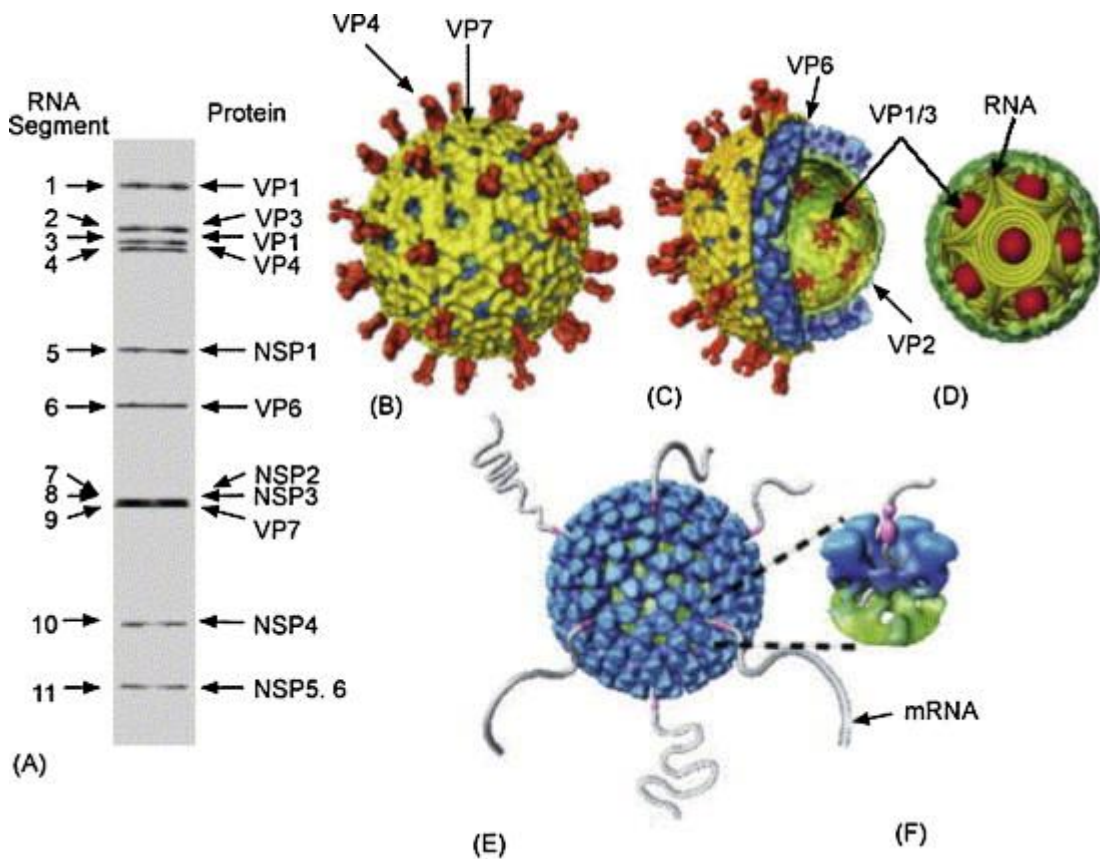 RNA
Segment
Protein
1
2
3
4
5
6
7
8
9
10
11
VP1
VP3
VP1
VP4
NSP1
VP6
NSP2
NSP3
VP7
NSP4
NSP5. 6
(A)
VP4
VP7
(B)
VP6
VP1/3
RNA
VP2
(C)
(D)
mRNA
(E)
(F)